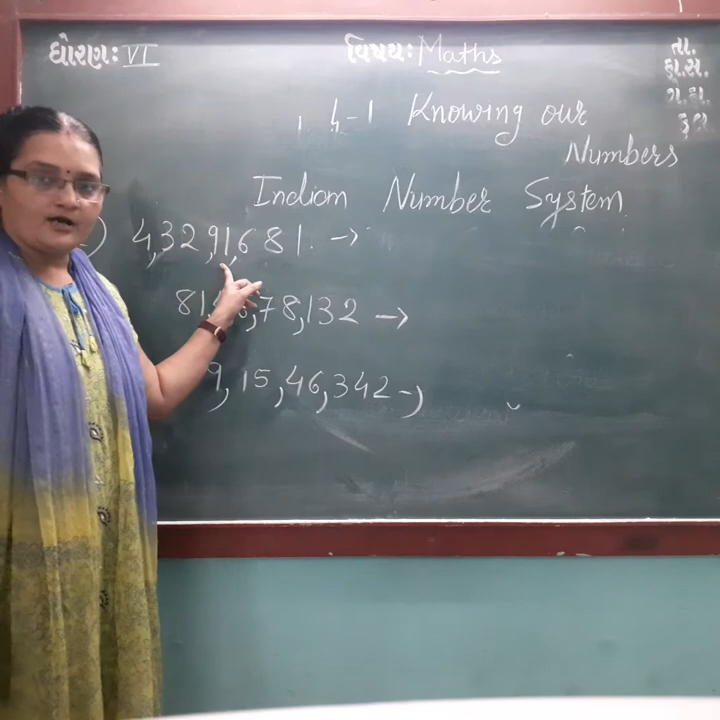 ધોરણ: VI વિષય: Maths તા.
હા.સ.
ગે.હા.
કુલ
4-1 Knowing our
Numbers
Indian Number System
4,32,91,681. →
81, ,78,132 →
9,15,46,342 →